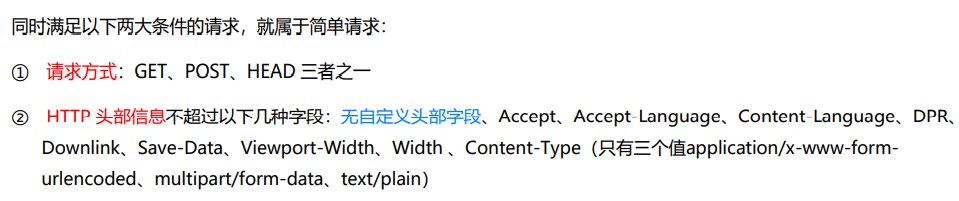 同时满足以下两大条件的请求，就属于简单请求：
① 请求方式：GET、POST、HEAD 三者之一
② HTTP 头部信息不超过以下几种字段：无自定义头部字段、Accept、Accept-Language、Content-Language、DPR、
Downlink、Save-Data、Viewport-Width、Width 、Content-Type（只有三个值application/x-www-form-
urlencoded、multipart/form-data、text/plain）